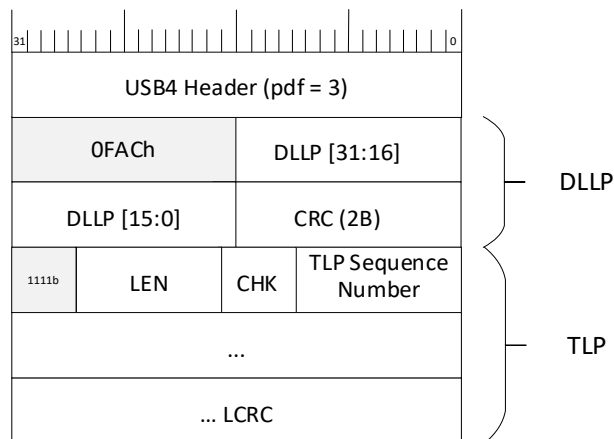 31 0
USB4 Header (pdf = 3)
0FACh DLLP [31:16]
DLLP
DLLP [15:0] CRC (2B)
1111b LEN CHK TLP Sequence
Number
...
TLP
... LCRC